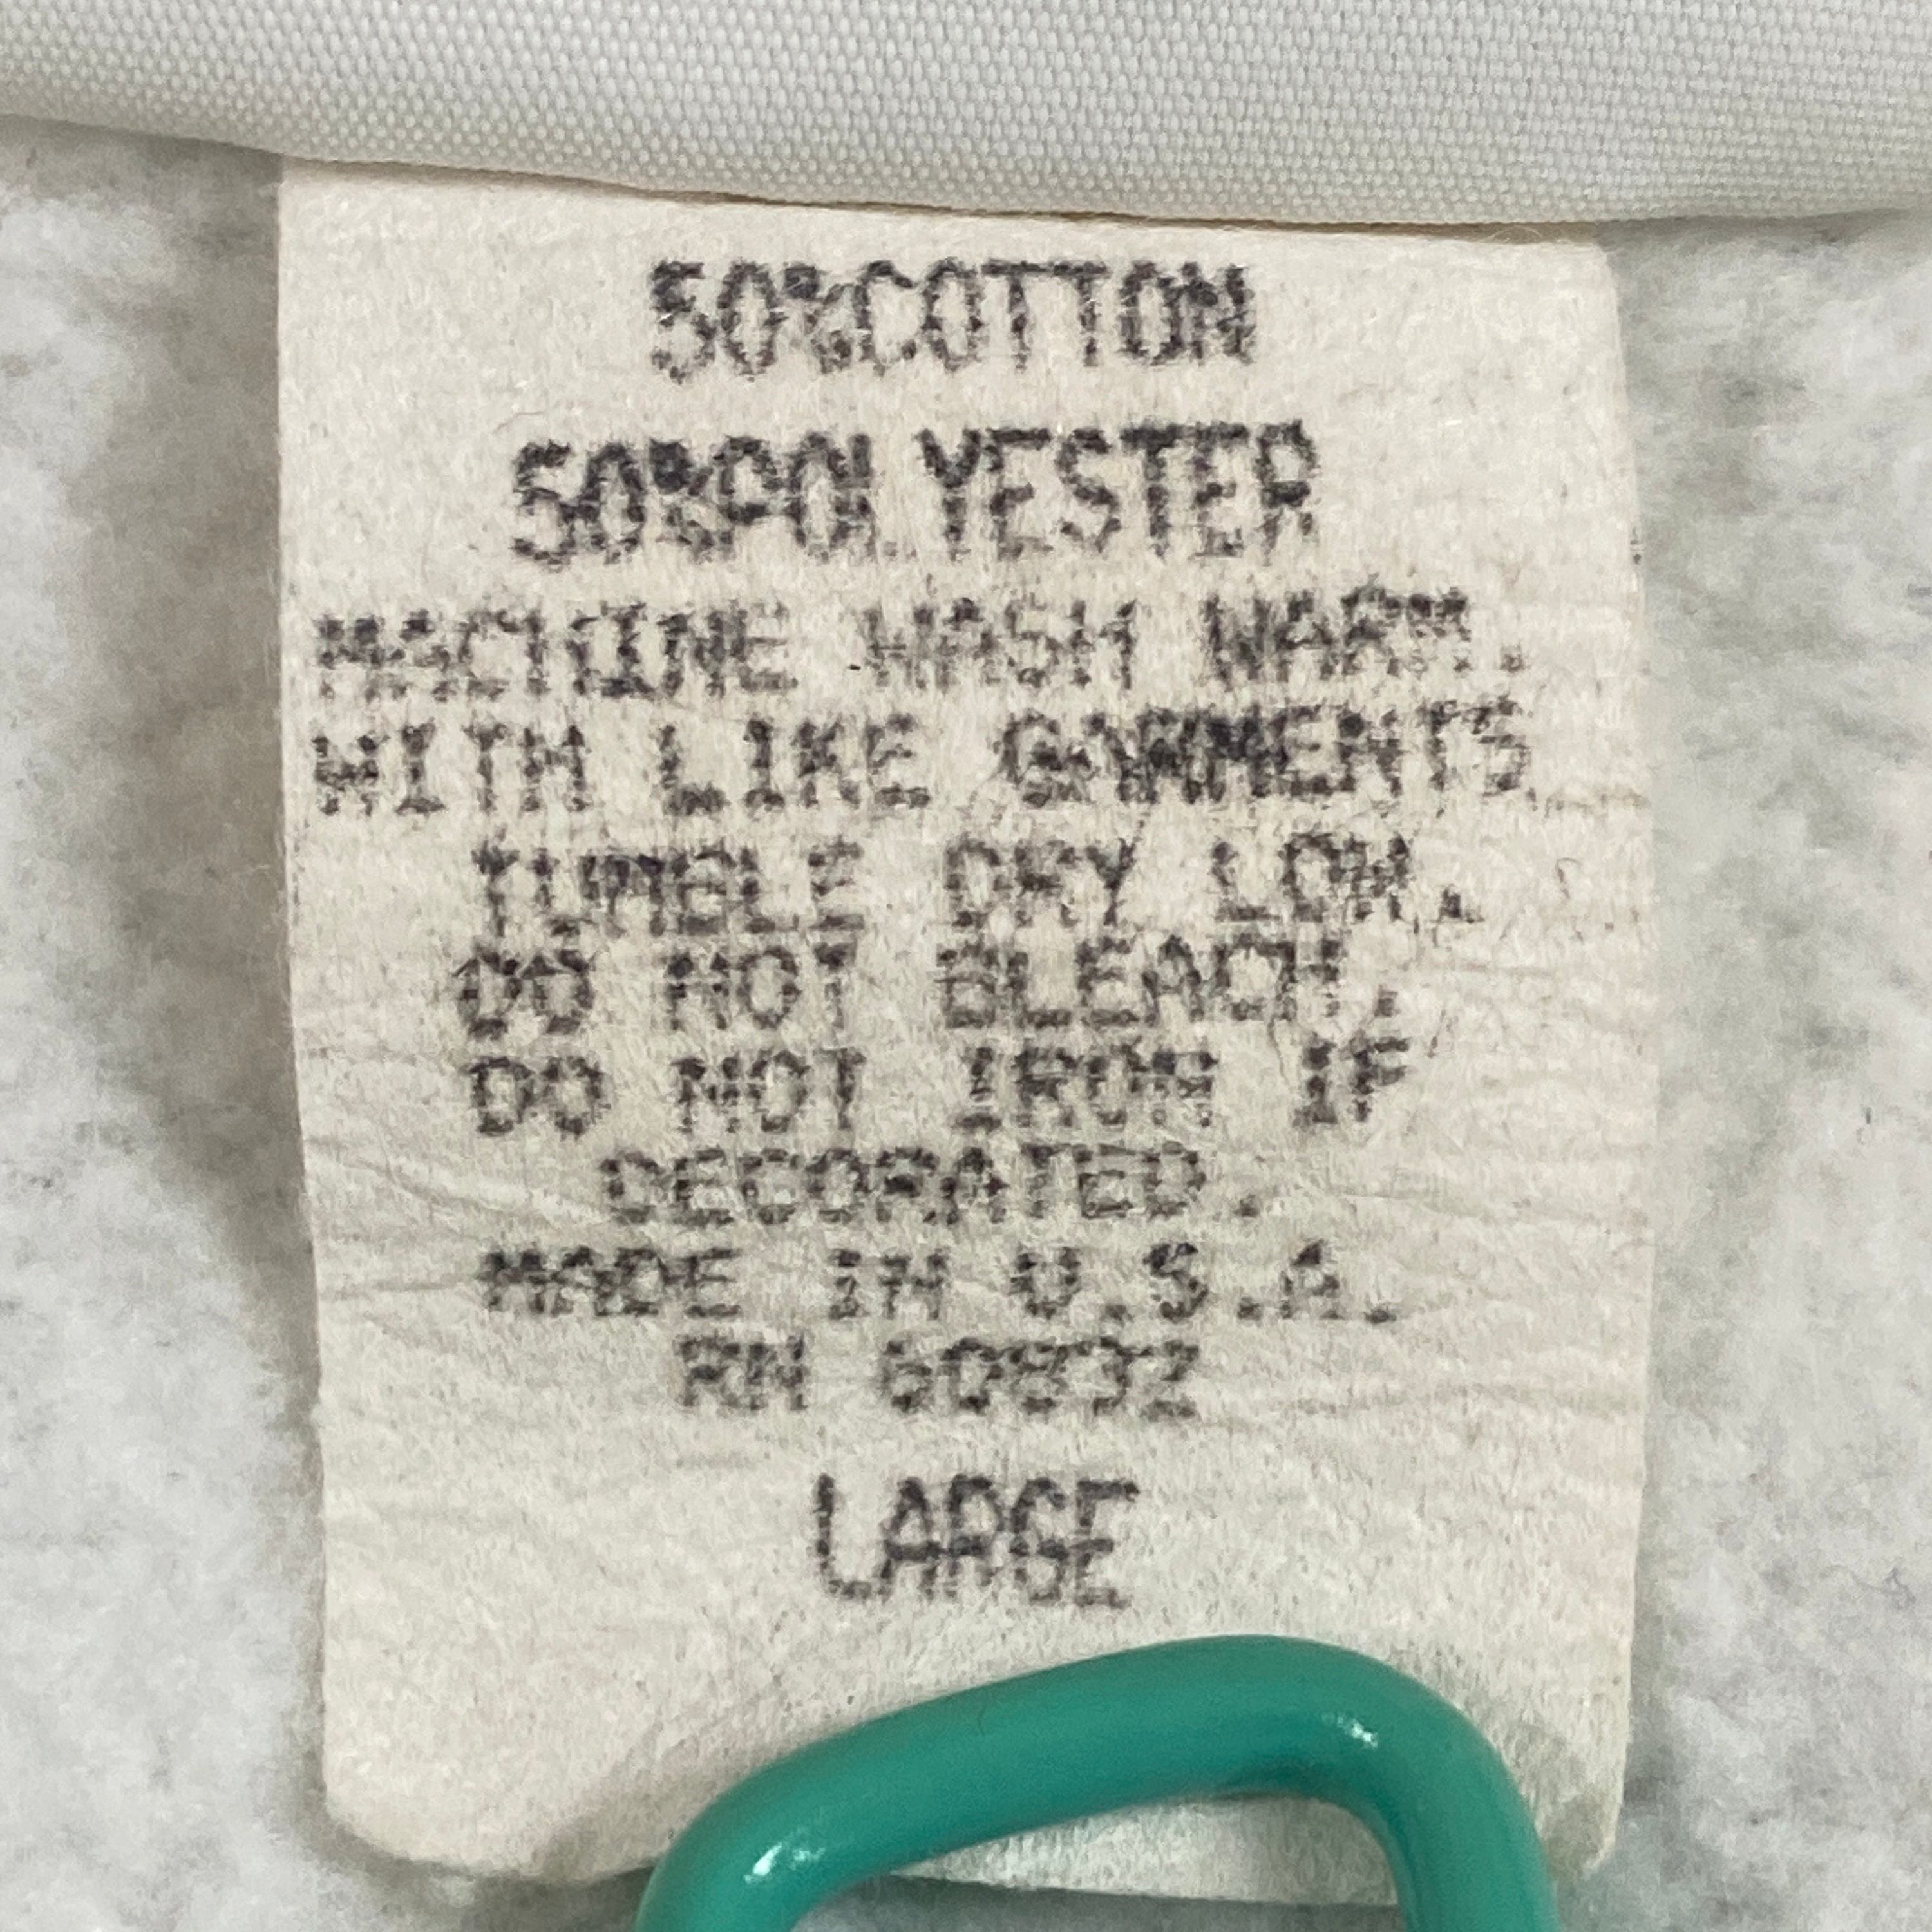 50%COTTON
50%POLYESTER
MACHINE WASH WARM.
WITH LIKE GARMENTS
TUMBLE DRY LOW.
DO NOT BLEACH.
DO NOT IRON IF
DECORATED.
MADE IN U.S.A.
RN 60832
LARGE